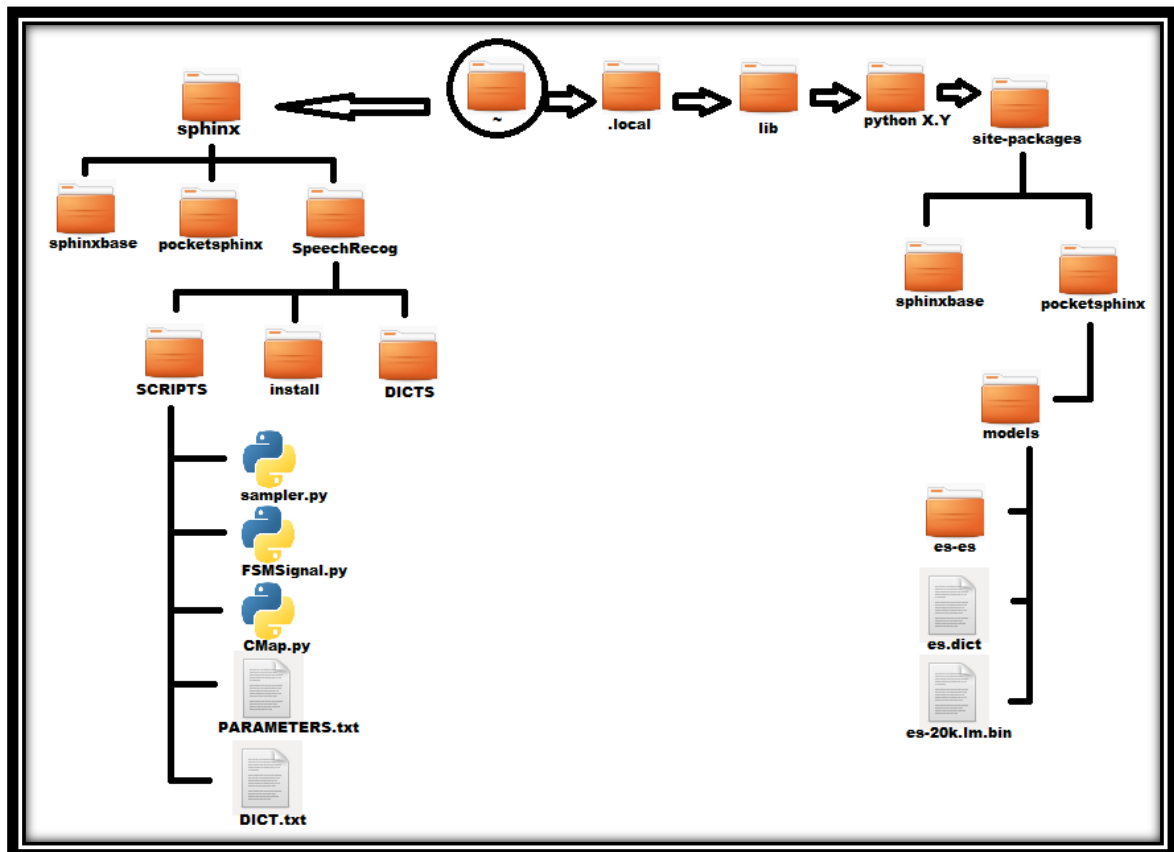 sphinx
~
.local
lib
python X.Y
site-packages
sphinxbase
pocketsphinx
SpeechRecog
sphinxbase
pocketsphinx
SCRIPTS
install
DICTS
models
sampler.py
FSMSignal.py
CMap.py
PARAMETERS.txt
DICT.txt
es-es
es.dict
es-20k.lm.bin